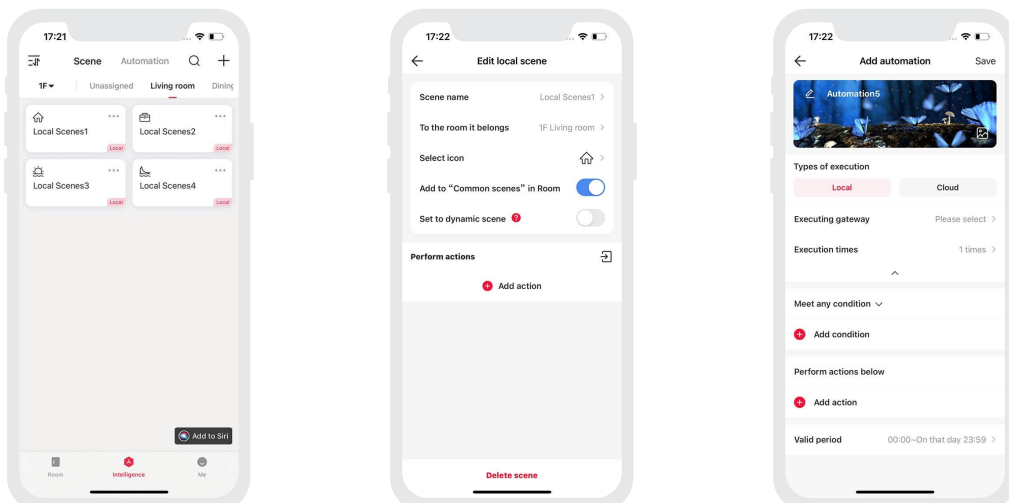 17:21
Scene Automation
1F Unassigned Living room Dining
Local Scenes1 Local Scenes2
Local Local
Local Scenes3 Local Scenes4
Local Local
Add to Siri
Room Intelligence Me
17:22
Edit local scene
Scene name Local Scenes1
To the room it belongs 1F Living room
Select icon
Add to “Common scenes” in Room
Set to dynamic scene ?
Perform actions
Add action
Delete scene
17:22
Add automation Save
Automation5
Types of execution
Local Cloud
Executing gateway Please select
Execution times 1 times
Meet any condition
Add condition
Perform actions below
Add action
Valid period 00:00~On that day 23:59